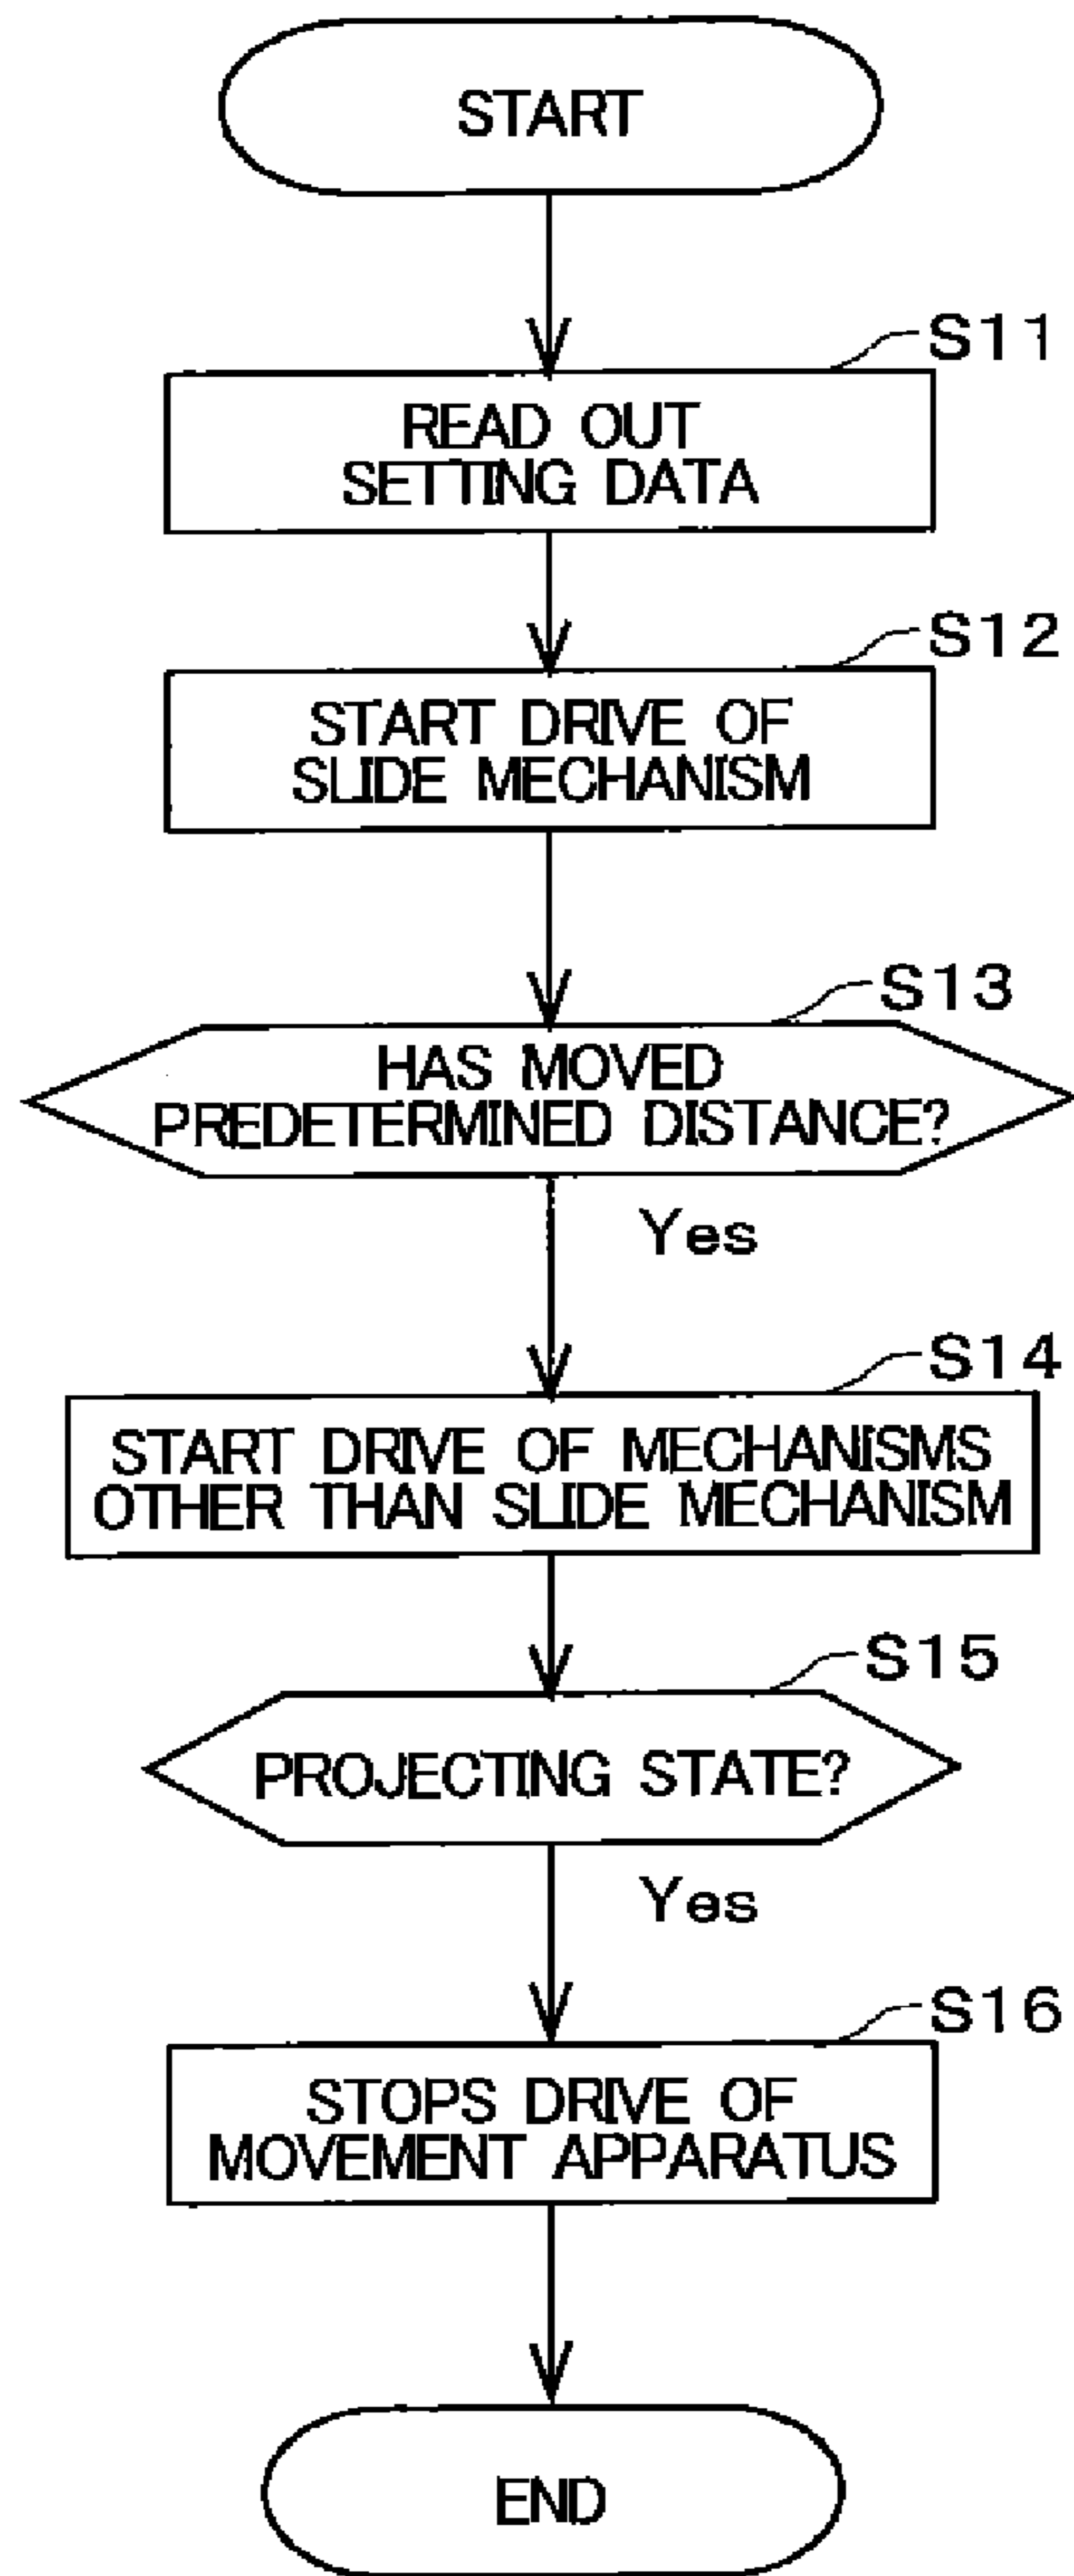 START
S11
READ OUT
SETTING DATA
S12
START DRIVE OF
SLIDE MECHANISM
S13
HAS MOVED
PREDETERMINED DISTANCE?
Yes
S14
START DRIVE OF MECHANISMS
OTHER THAN SLIDE MECHANISM
S15
PROJECTING STATE?
Yes
S16
STOPS DRIVE OF
MOVEMENT APPARATUS
END